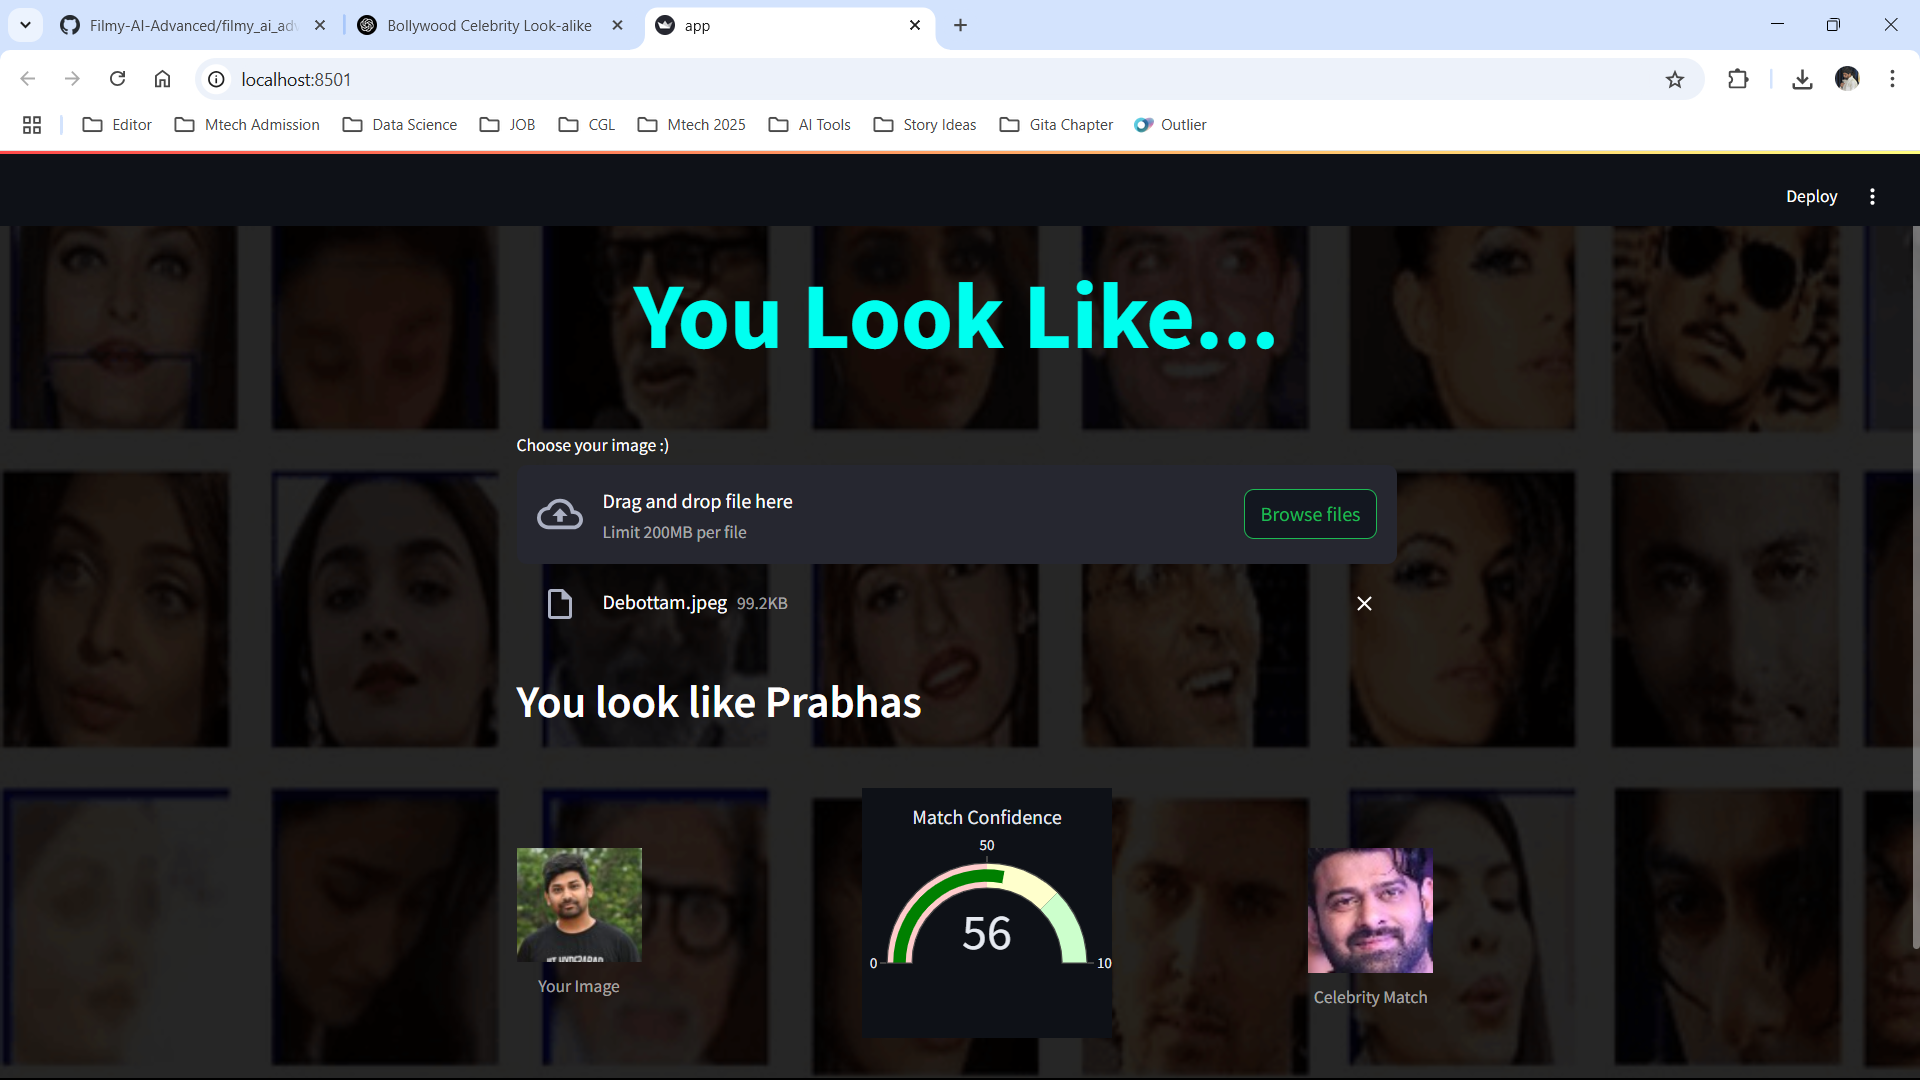 Filmy-AI-Advanced/filmy_ai_adv
Bollywood Celebrity Look-alike
app
localhost:8501
Editor
Mtech Admission
Data Science
JOB
CGL
Mtech 2025
AI Tools
Story Ideas
Gita Chapter
Outlier
Deploy
You Look Like...
Choose your image :)
Drag and drop file here
Limit 200MB per file
Browse files
Debottam.jpeg 99.2KB
You look like Prabhas
Match Confidence
50
56
0
10
Your Image
Celebrity Match